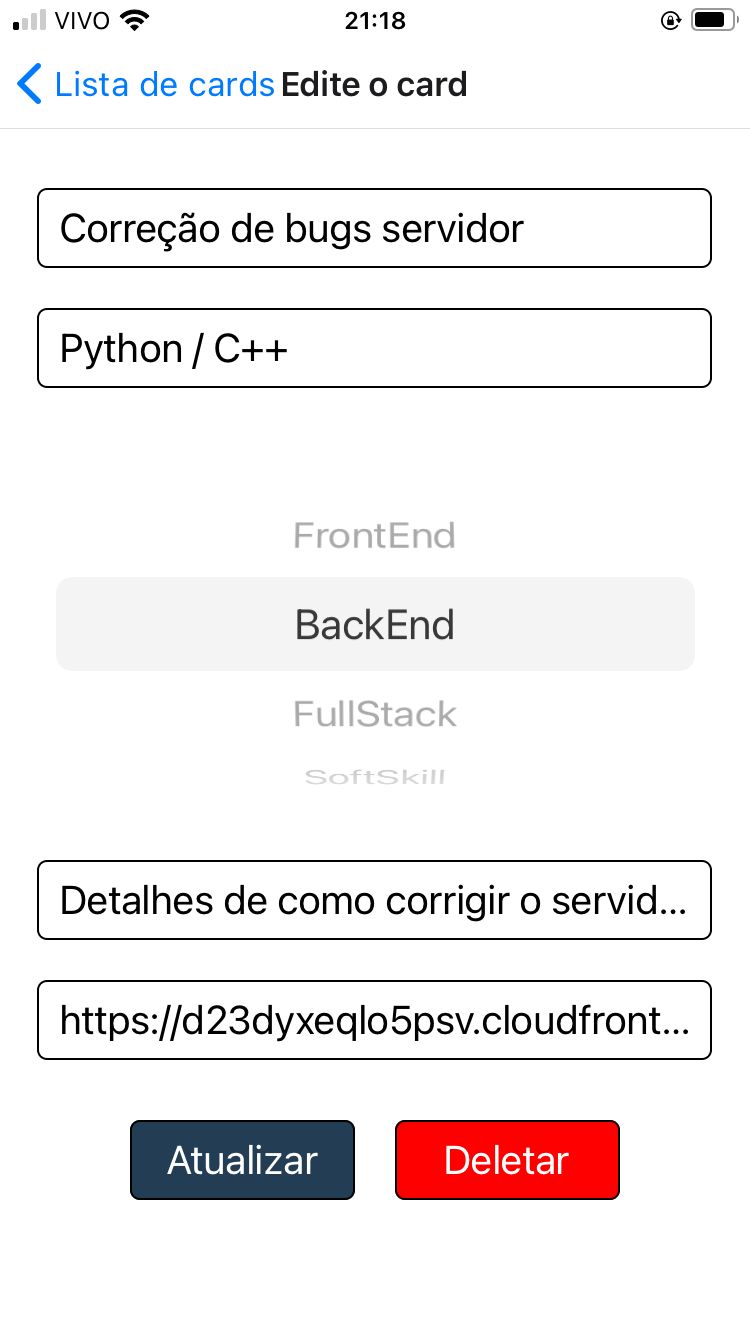 VIVO 21:18
Lista de cards Edite o card
Correção de bugs servidor
Python / C++
FrontEnd
BackEnd
FullStack
SoftSkill
Detalhes de como corrigir o servid...
https://d23dyxeqlo5psv.cloudfront...
Atualizar Deletar